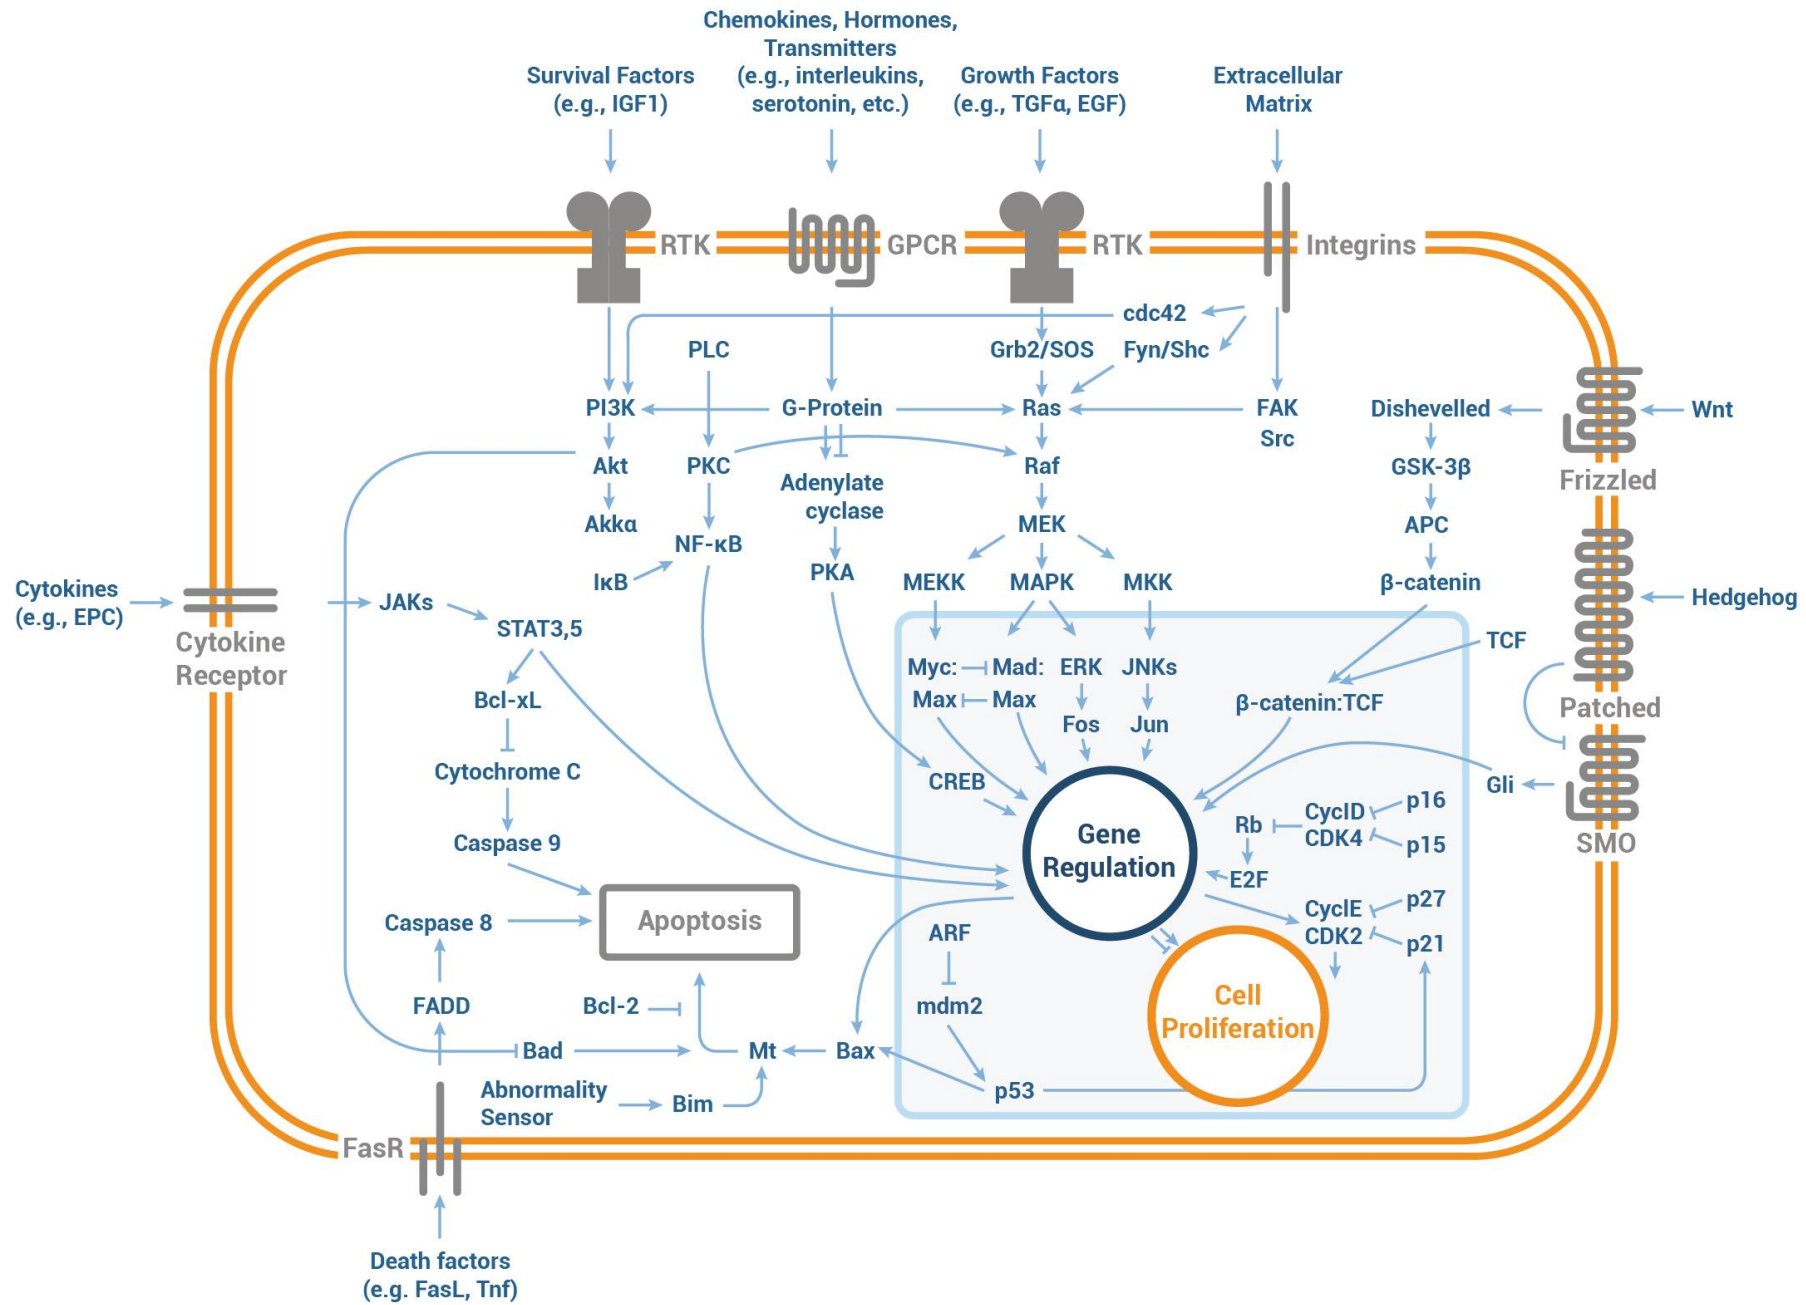 Chemokines, Hormones,
Transmitters
(e.g., interleukins,
serotonin, etc.)
Survival Factors
(e.g., IGF1)
Growth Factors
(e.g., TGFα, EGF)
Extracellular
Matrix
RTK
GPCR
RTK
Integrins
cdc42
PLC
Grb2/SOS
Fyn/Shc
PI3K
G-Protein
Ras
FAK
Src
Dishevelled
Wnt
Akt
PKC
Raf
GSK-3β
Frizzled
Adenylate
cyclase
Akkα
MEK
APC
NF-κB
IκB
PKA
MEKK
MAPK
MKK
β-catenin
Cytokines
(e.g., EPC)
JAKs
Hedgehog
STAT3,5
Cytokine
Receptor
TCF
Myc:
Mad:
ERK
JNKs
Max
Max
Bcl-xL
β-catenin:TCF
Patched
Fos
Jun
Cytochrome C
CREB
Gli
Gene
Regulation
Rb
CyclD
CDK4
p16
p15
SMO
Caspase 9
E2F
Apoptosis
Caspase 8
ARF
CyclE
CDK2
p27
p21
FADD
Bcl-2
mdm2
Cell
Proliferation
Bad
Mt
Bax
Abnormality
Sensor
Bim
p53
FasR
Death factors
(e.g. FasL, Tnf)